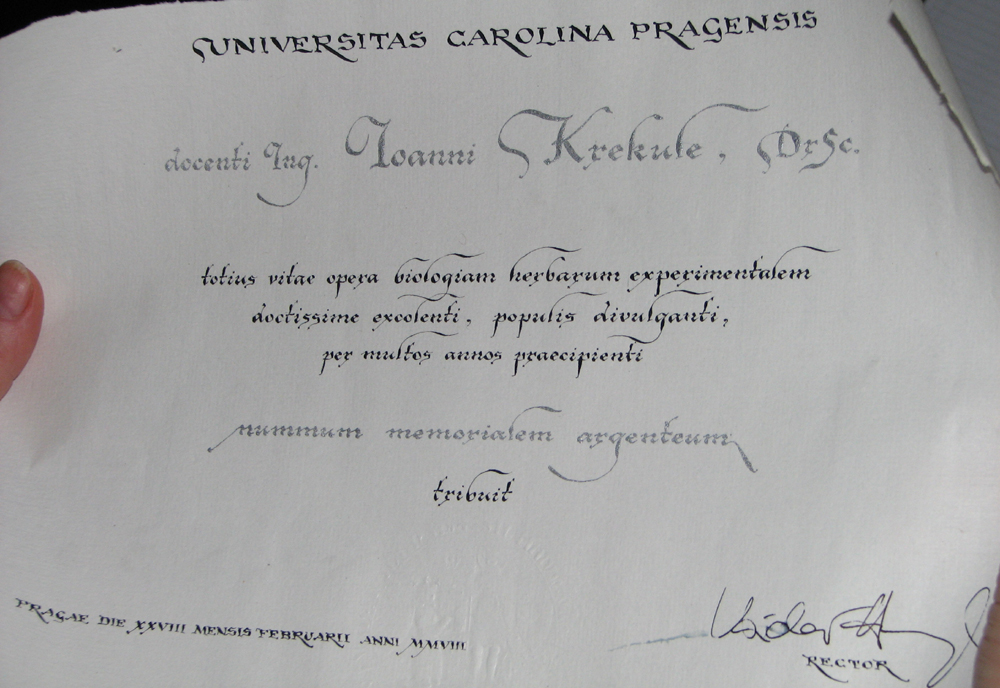 UNIVERSITAS CAROLINA PRAGENSIS
docenti Ing. Ioanni Krekule, DrSc.
totius vitae opera biologiam herbarum experimentalem
doctissime excolenti, populis divulganti,
per multos annos praecipienti
nummum memorialem argenteum
tribuit
PRAGAE DIE XXVIII MENSIS FEBRUARII ANNI MMVIII
RECTOR